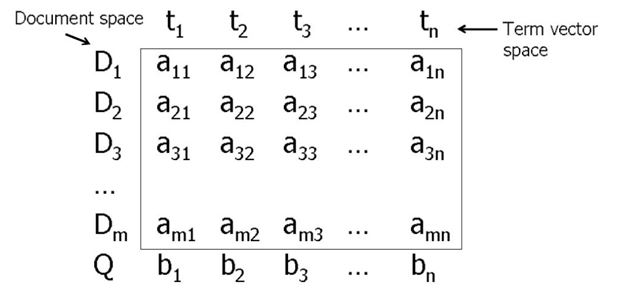 Document space
t₁ t₂ t₃ ... tₙ
Term vector
space
D₁ a₁₁ a₁₂ a₁₃ ... a₁ₙ
D₂ a₂₁ a₂₂ a₂₃ ... a₂ₙ
D₃ a₃₁ a₃₂ a₃₃ ... a₃ₙ
...
Dₘ aₘ₁ aₘ₂ aₘ₃ ... aₘₙ
Q b₁ b₂ b₃ ... bₙ